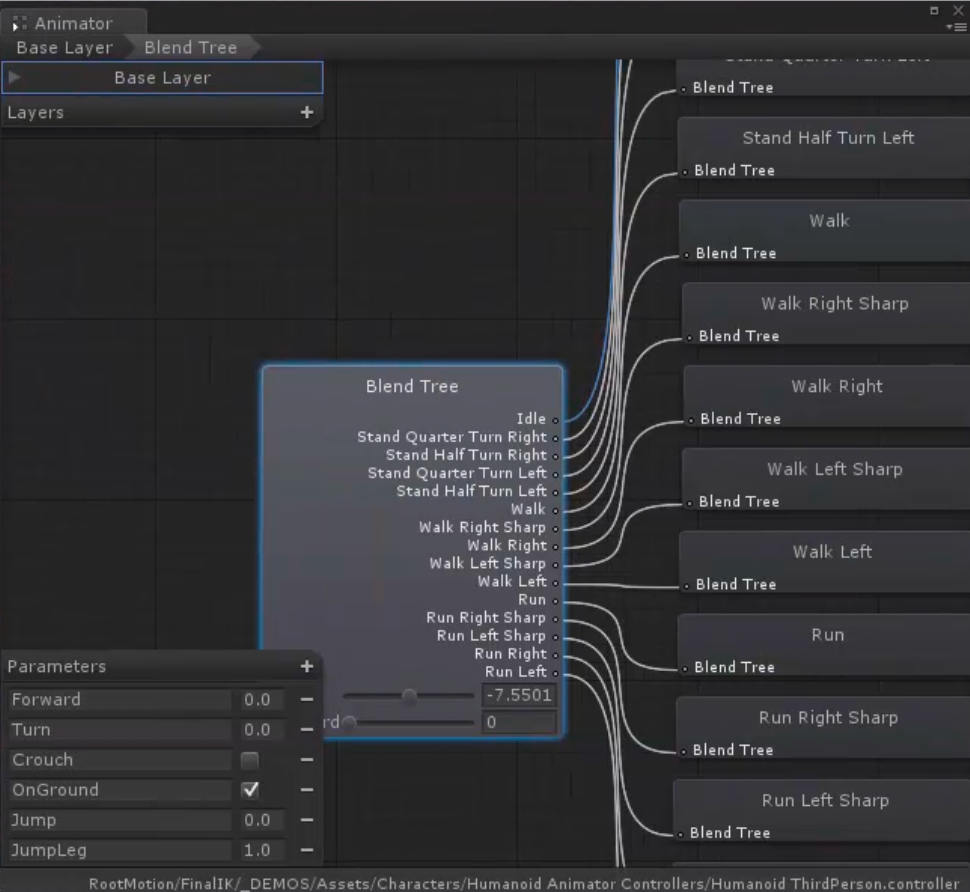 Animator
Base Layer
Blend Tree
Base Layer
Layers +
Stand Quarter Turn Left
Blend Tree
Stand Half Turn Left
Blend Tree
Walk
Blend Tree
Walk Right Sharp
Blend Tree
Walk Right
Blend Tree
Walk Left Sharp
Blend Tree
Walk Left
Blend Tree
Run
Blend Tree
Run Right Sharp
Blend Tree
Run Left Sharp
Blend Tree
Blend Tree
Idle
Stand Quarter Turn Right
Stand Half Turn Right
Stand Quarter Turn Left
Stand Half Turn Left
Walk
Walk Right Sharp
Walk Right
Walk Left Sharp
Walk Left
Run
Run Right Sharp
Run Left Sharp
Run Right
Run Left
-7.5501
rd 0
Parameters +
Forward 0.0 −
Turn 0.0 −
Crouch −
OnGround −
Jump 0.0 −
JumpLeg 1.0 −
RootMotion/FinalIK/_DEMOS/Assets/Characters/Humanoid Animator Controllers/Humanoid ThirdPerson.controller